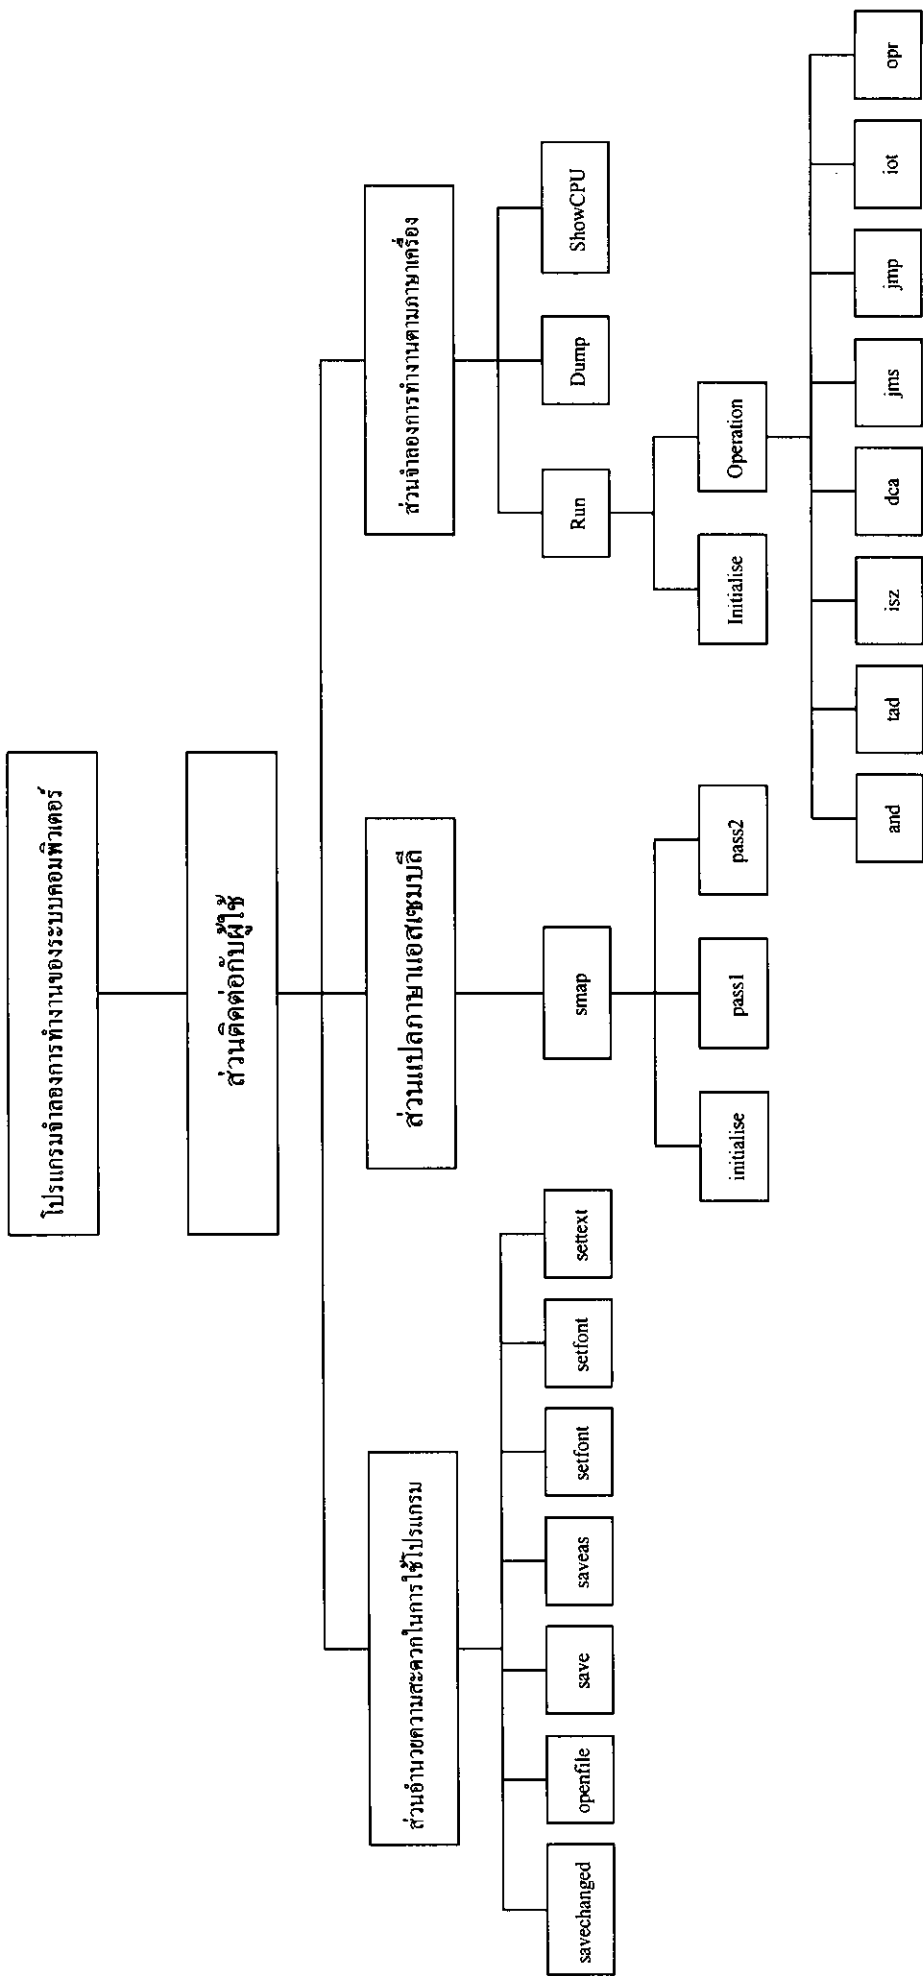 โปรแกรมจำลองการทำงานของระบบคอมพิวเตอร์
ส่วนติดต่อกับผู้ใช้
ส่วนอำนวยความสะดวกในการใช้โปรแกรม
ส่วนแปลภาษาแอสเซมบลี
ส่วนจำลองการทำงานตามภาษาเครื่อง
savechanged
openfile
save
saveas
setfont
setfont
settext
smap
Run
Dump
ShowCPU
initialise
pass1
pass2
Initialise
Operation
and
tad
isz
dca
jms
jmp
iot
opr